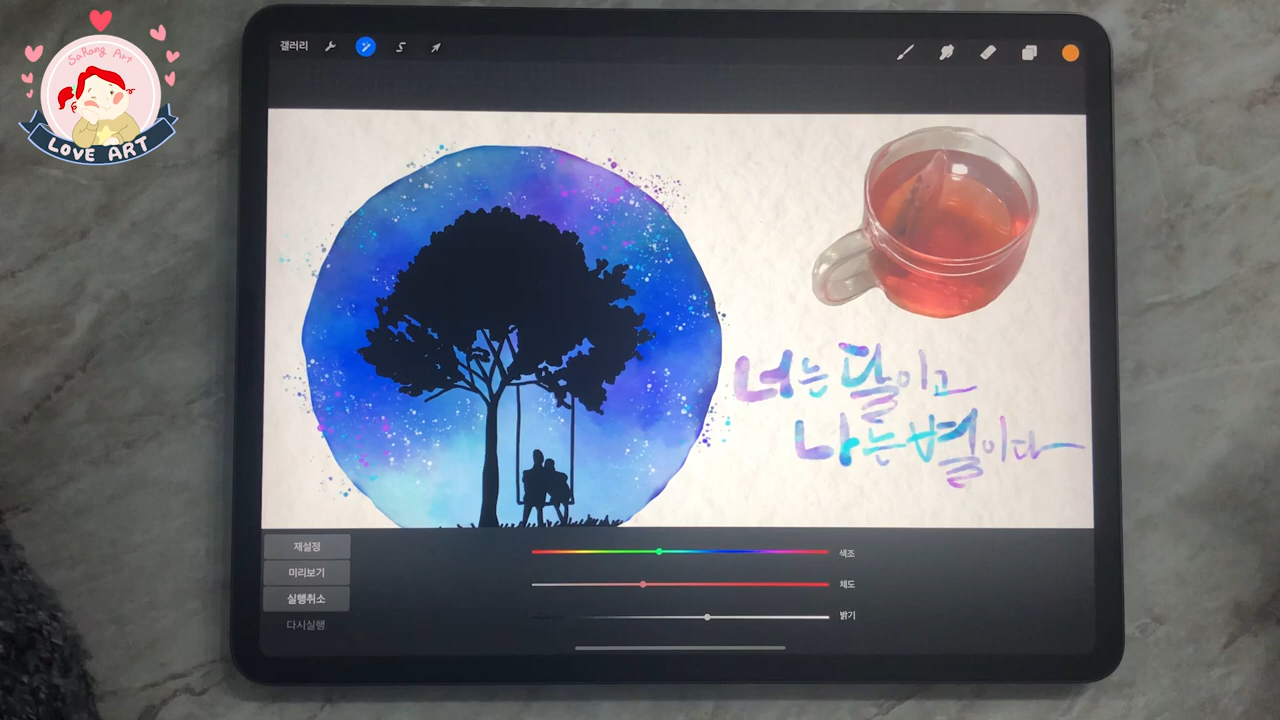 SaRang Art
LOVE ART
갤러리
너는 달이고
나는 별이다
재설정
미리보기
실행취소
다시실행
색조
채도
밝기